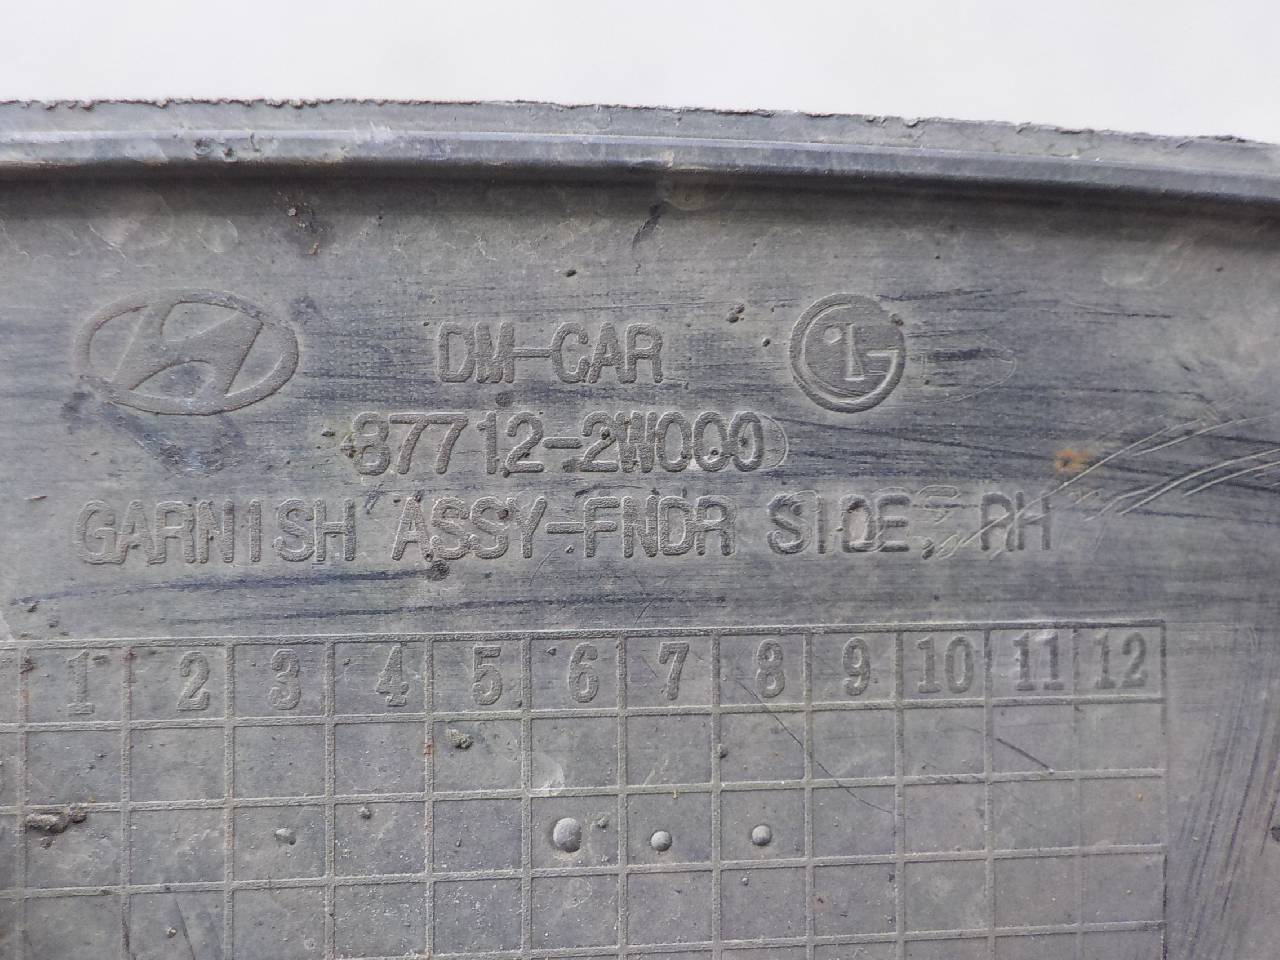 DM-CAR
87712-2W000
GARNISH ASSY-FNDR SIDE, RH
1 2 3 4 5 6 7 8 9 10 11 12